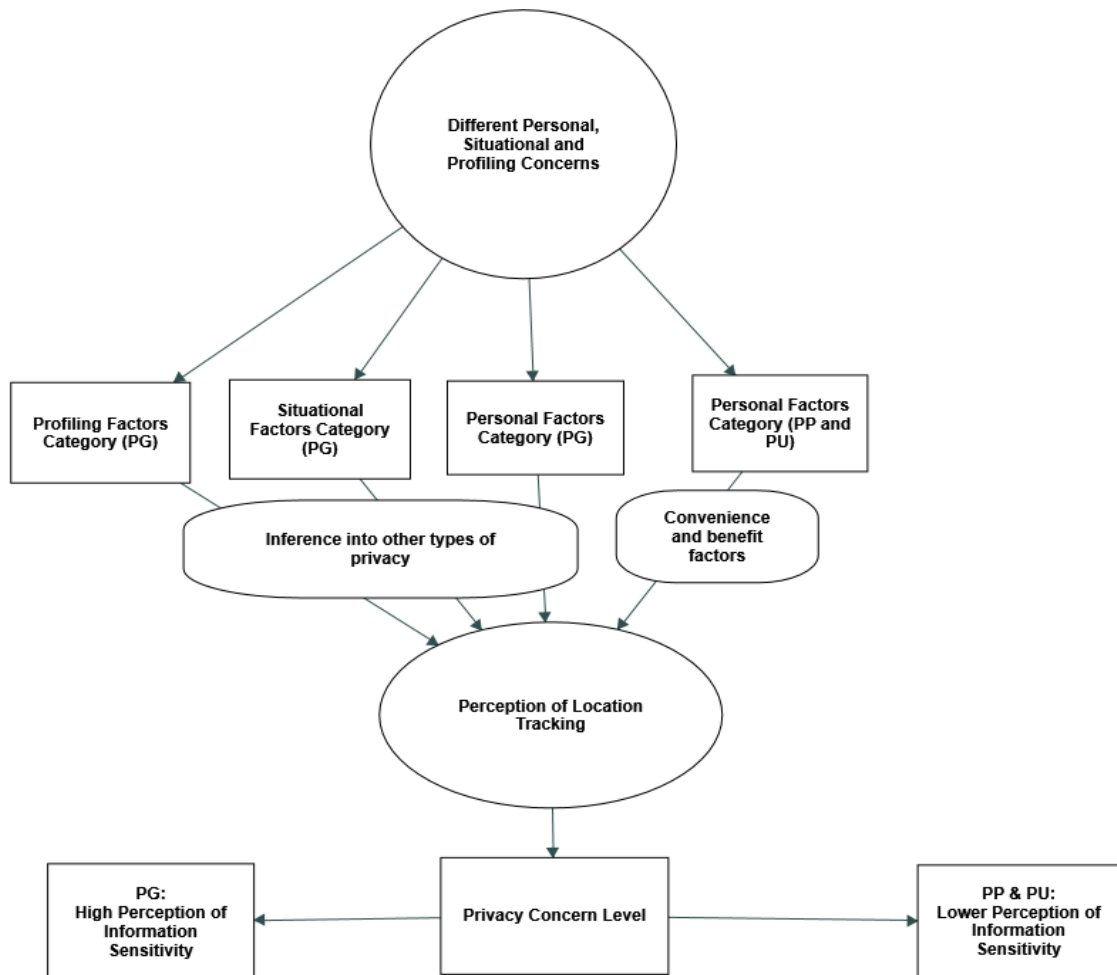 Different Personal,
Situational and
Profiling Concerns
Profiling Factors
Category (PG)
Situational
Factors Category
(PG)
Personal Factors
Category (PG)
Personal Factors
Category (PP and
PU)
Inference into other types of
privacy
Convenience
and benefit
factors
Perception of Location
Tracking
PG:
High Perception of
Information
Sensitivity
Privacy Concern Level
PP & PU:
Lower Perception of
Information
Sensitivity